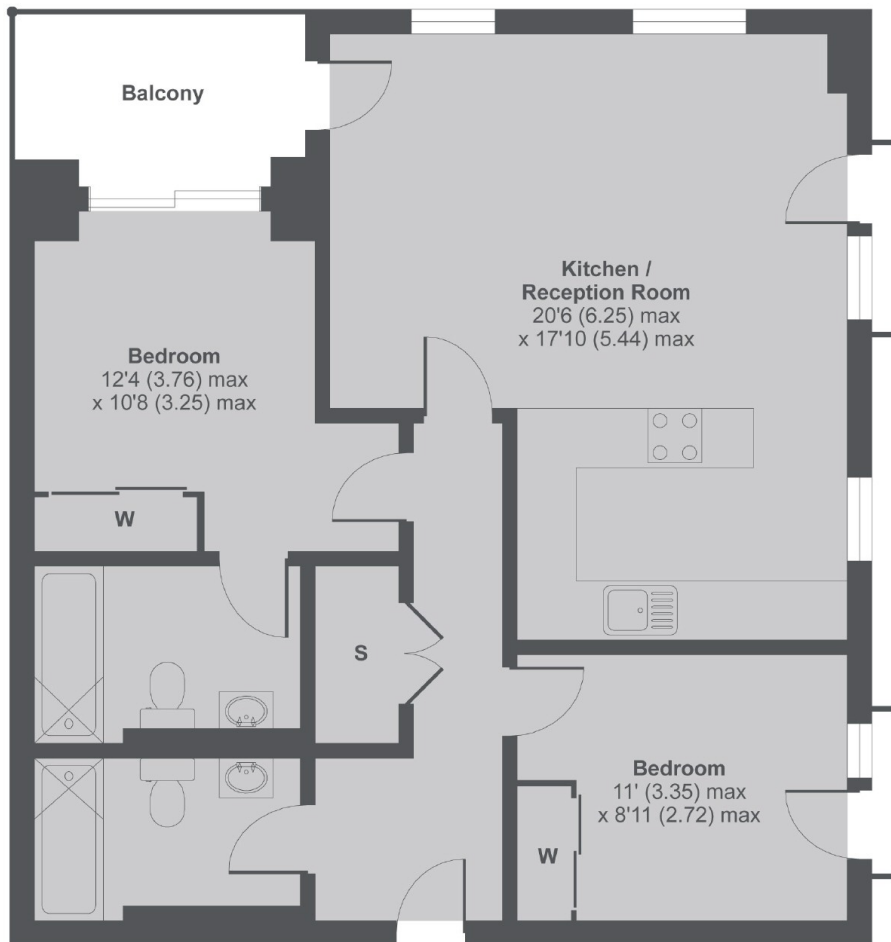 Balcony
Kitchen /
Reception Room
20'6 (6.25) max
x 17'10 (5.44) max
Bedroom
12'4 (3.76) max
x 10'8 (3.25) max
W
S
Bedroom
11' (3.35) max
x 8'11 (2.72) max
W